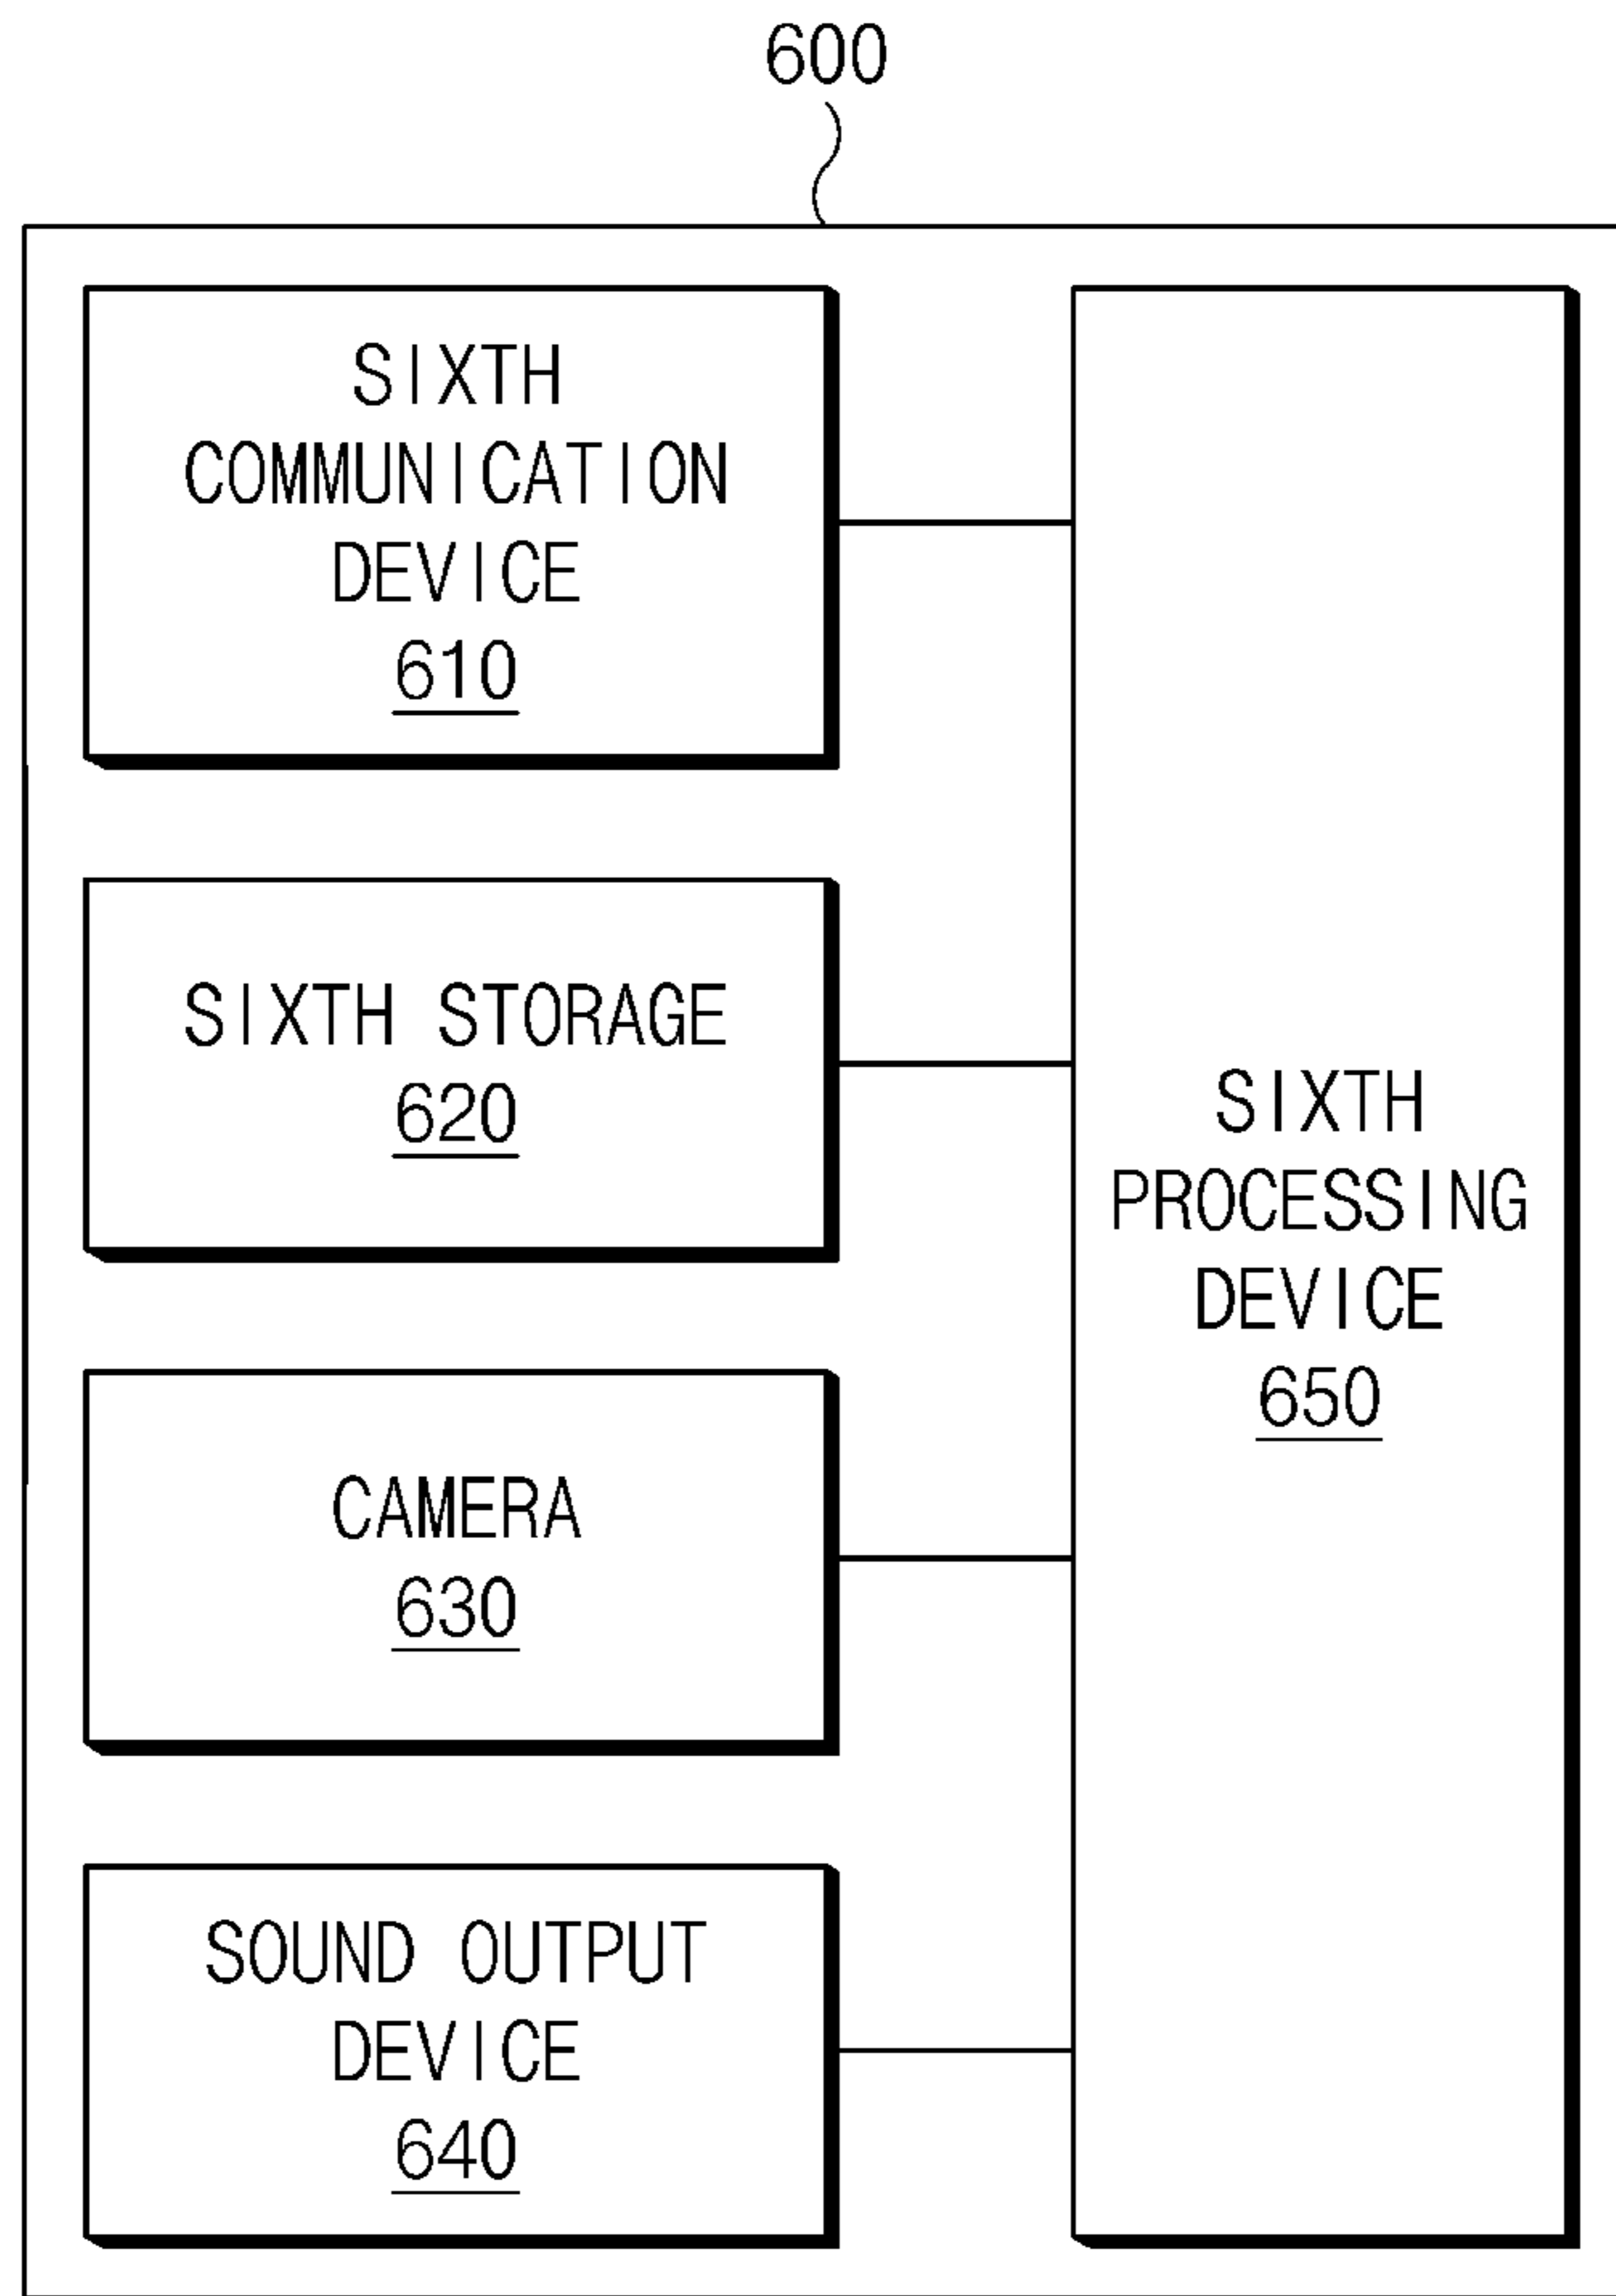 600
SIXTH
COMMUNICATION
DEVICE
610
SIXTH STORAGE
620
CAMERA
630
SOUND OUTPUT
DEVICE
640
SIXTH
PROCESSING
DEVICE
650